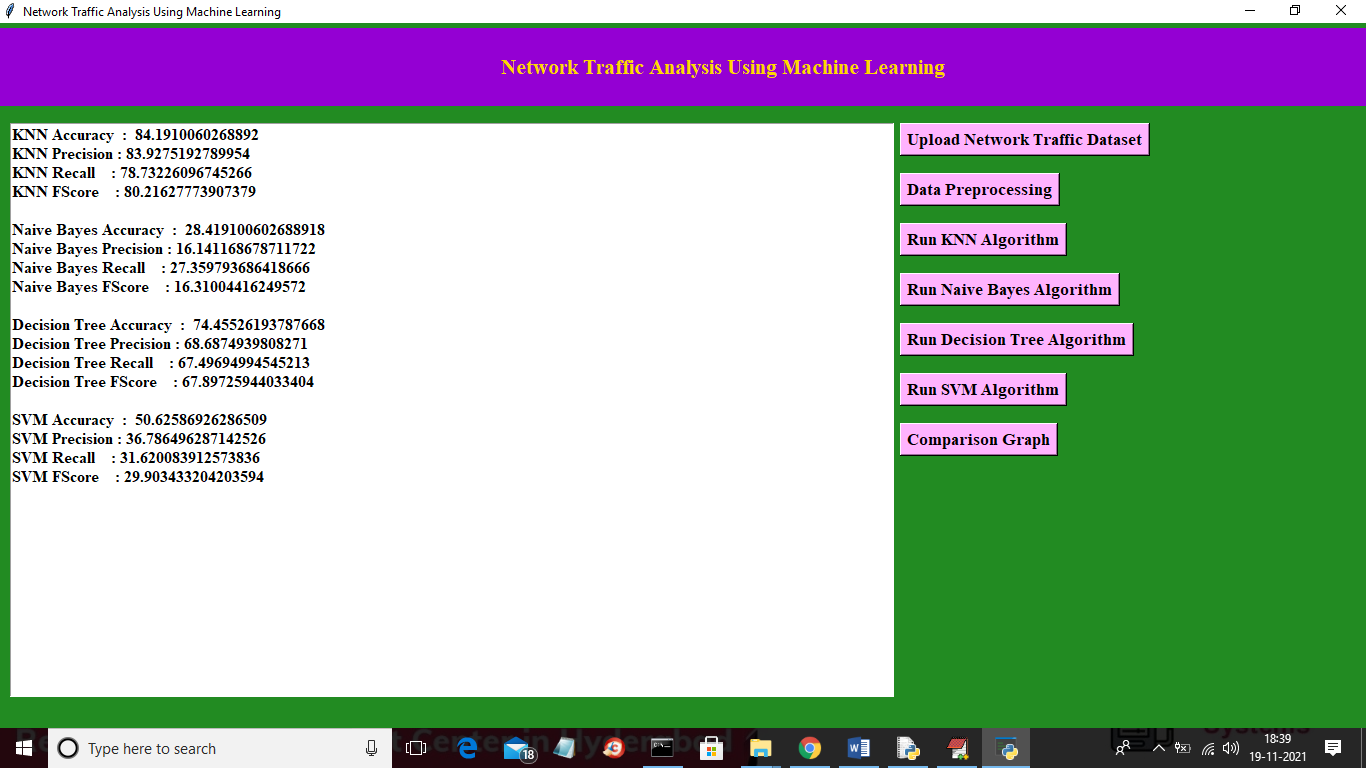 Network Traffic Analysis Using Machine Learning
Network Traffic Analysis Using Machine Learning
KNN Accuracy  :  84.1910060268892
KNN Precision : 83.9275192789954
KNN Recall    : 78.73226096745266
KNN FScore    : 80.21627773907379
Naive Bayes Accuracy  :  28.419100602688918
Naive Bayes Precision : 16.141168678711722
Naive Bayes Recall    : 27.359793686418666
Naive Bayes FScore    : 16.31004416249572
Decision Tree Accuracy  :  74.45526193787668
Decision Tree Precision : 68.6874939808271
Decision Tree Recall    : 67.49694994545213
Decision Tree FScore    : 67.89725944033404
SVM Accuracy  :  50.62586926286509
SVM Precision : 36.786496287142526
SVM Recall    : 31.620083912573836
SVM FScore    : 29.903433204203594
Upload Network Traffic Dataset
Data Preprocessing
Run KNN Algorithm
Run Naive Bayes Algorithm
Run Decision Tree Algorithm
Run SVM Algorithm
Comparison Graph
Type here to search
18
18:39
19-11-2021